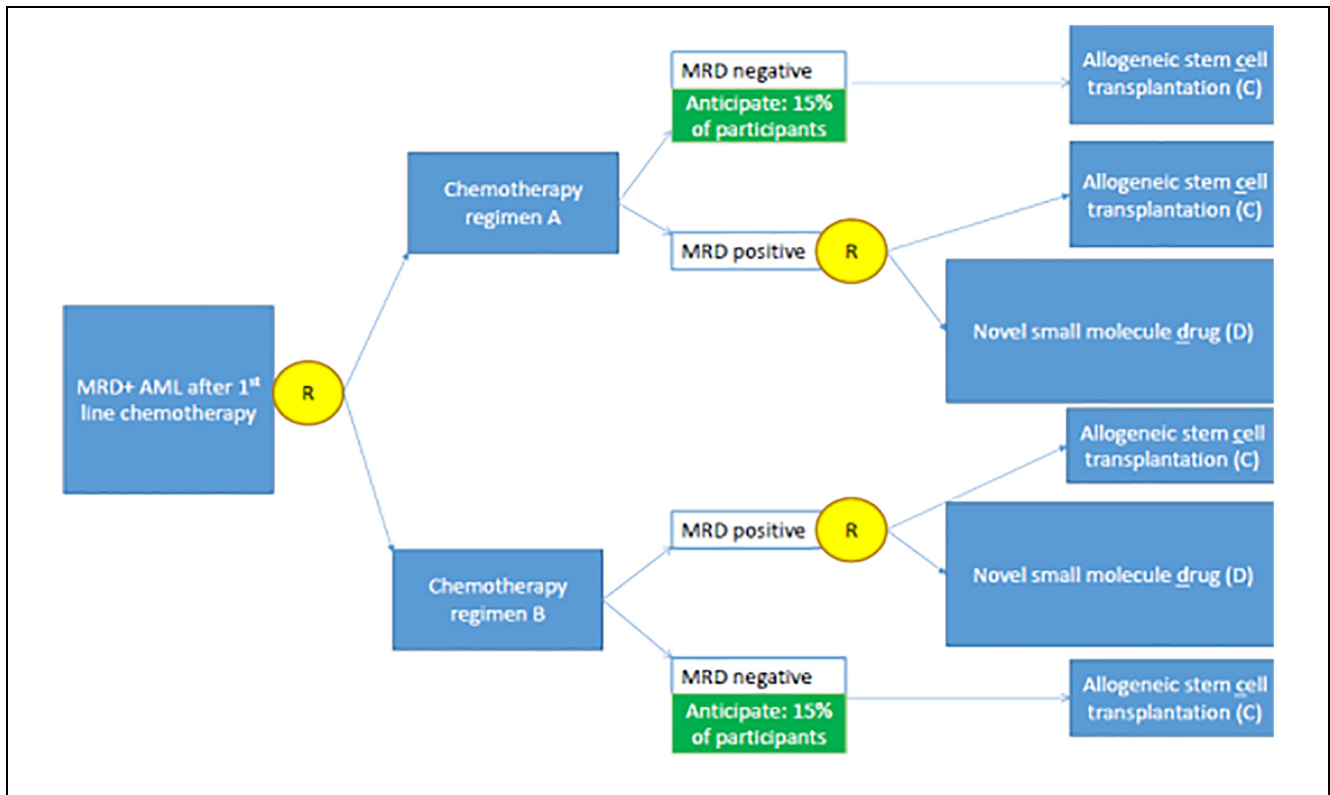 MRD+ AML after 1st
line chemotherapy
R
Chemotherapy
regimen A
MRD negative
Anticipate: 15%
of participants
Allogeneic stem cell
transplantation (C)
MRD positive
R
Allogeneic stem cell
transplantation (C)
Novel small molecule drug (D)
Chemotherapy
regimen B
MRD positive
R
Allogeneic stem cell
transplantation (C)
Novel small molecule drug (D)
MRD negative
Anticipate: 15%
of participants
Allogeneic stem cell
transplantation (C)